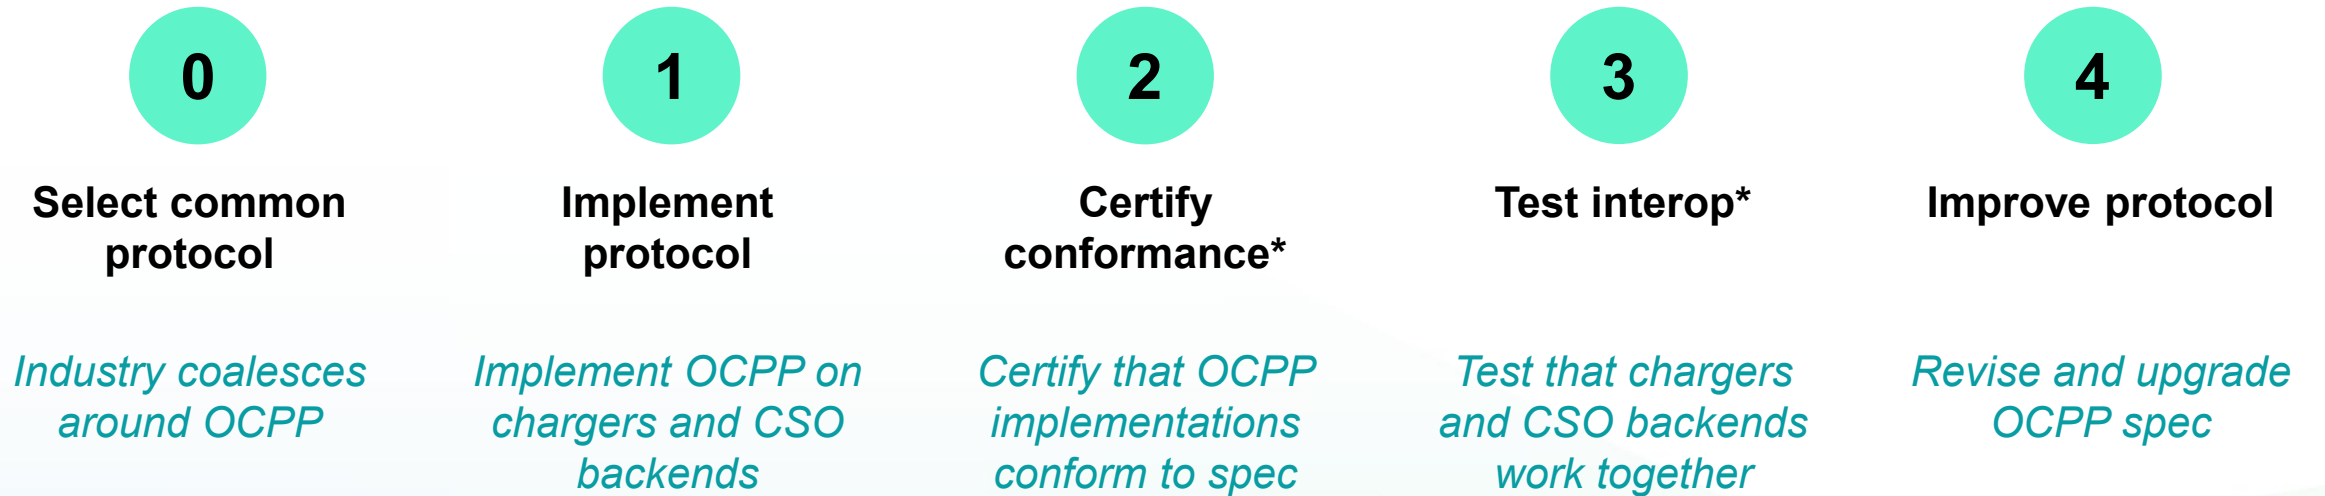 0
Select common
protocol
Industry coalesces
around OCPP
1
Implement
protocol
Implement OCPP on
chargers and CSO
backends
2
Certify
conformance*
Certify that OCPP
implementations
conform to spec
3
Test interop*
Test that chargers
and CSO backends
work together
4
Improve protocol
Revise and upgrade
OCPP spec